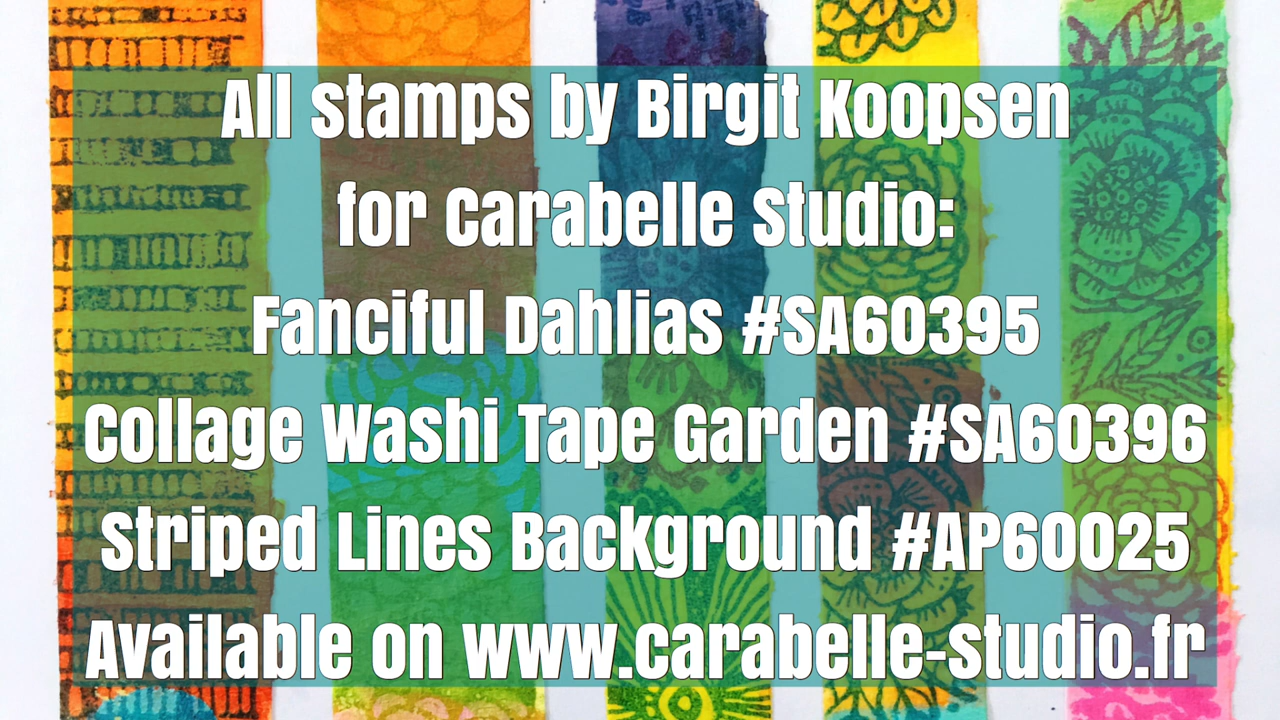 All stamps by Birgit Koopsen
for Carabelle Studio:
Fanciful Dahlias #SA60395
Collage Washi Tape Garden #SA60396
Striped Lines Background #AP60025
Available on www.carabelle-studio.fr